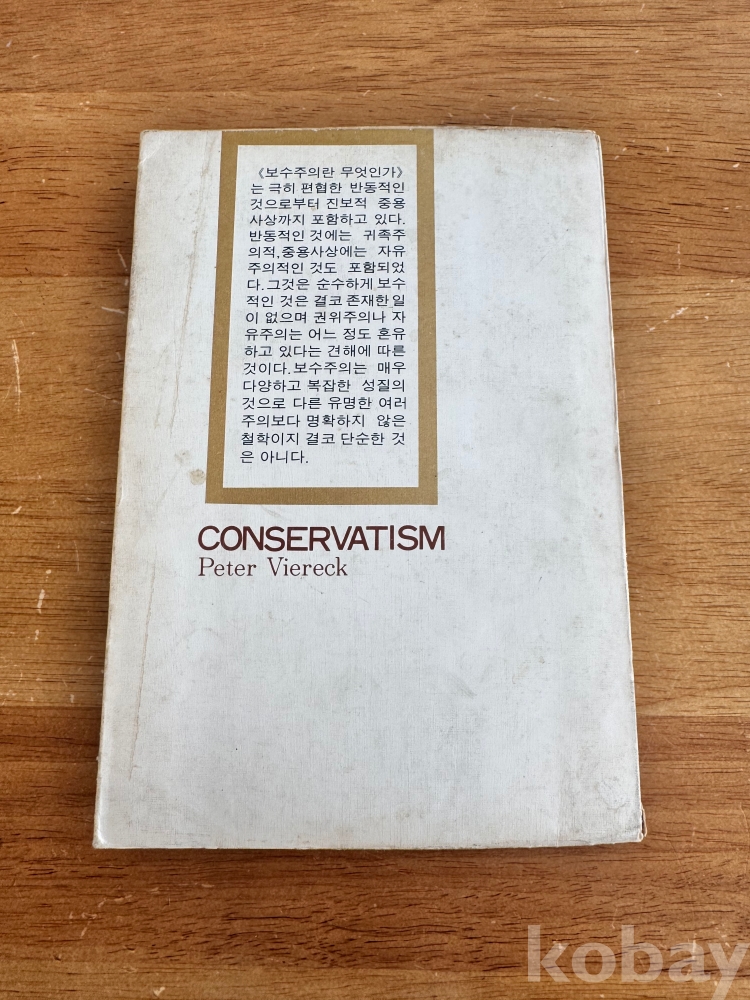 《보수주의란 무엇인가》
는 극히 편협한 반동적인
것으로부터 진보적 중용
사상까지 포함하고 있다.
반동적인 것에는 귀족주
의적, 중용사상에는 자유
주의적인 것도 포함되었
다. 그것은 순수하게 보수
적인 것은 결코 존재한 일
이 없으며 권위주의나 자
유주의는 어느 정도 혼유
하고 있다는 견해에 따른
것이다. 보수주의는 매우
다양하고 복잡한 성질의
것으로 다른 유명한 여러
주의보다 명확하지 않은
철학이지 결코 단순한 것
은 아니다.
CONSERVATISM
Peter Viereck
kobay